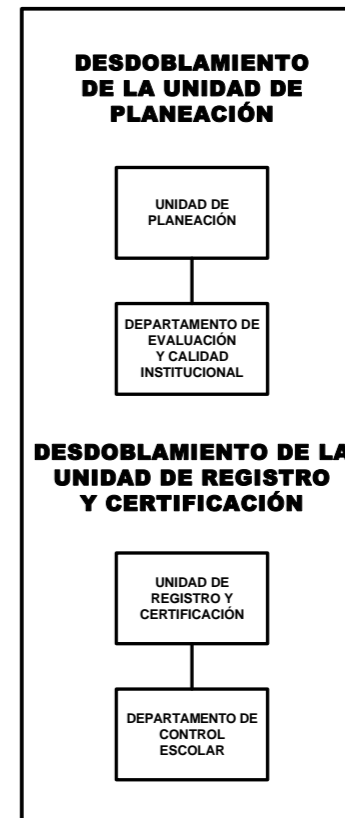 DESDOBLAMIENTO
DE LA UNIDAD DE
PLANEACIÓN
UNIDAD DE
PLANEACIÓN
DEPARTAMENTO DE
EVALUACIÓN
Y CALIDAD
INSTITUCIONAL
DESDOBLAMIENTO DE LA
UNIDAD DE REGISTRO
Y CERTIFICACIÓN
UNIDAD DE
REGISTRO Y
CERTIFICACIÓN
DEPARTAMENTO DE
CONTROL
ESCOLAR